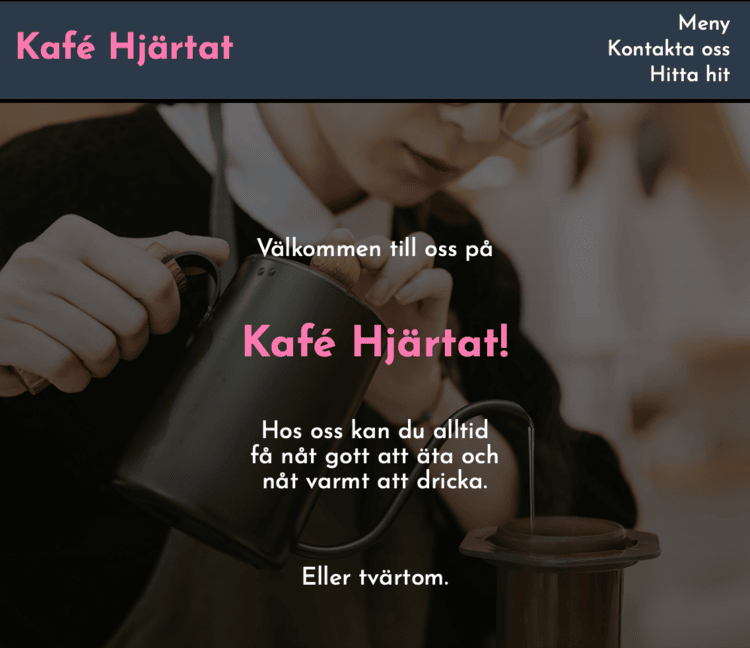 Kafé Hjärtat
Meny
Kontakta oss
Hitta hit
Välkommen till oss på
Kafé Hjärtat!
Hos oss kan du alltid
få nåt gott att äta och
nåt varmt att dricka.
Eller tvärtom.